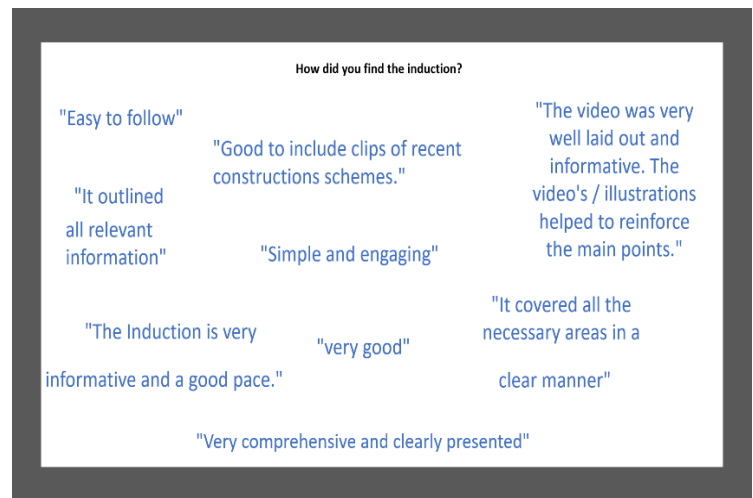 How did you find the induction?
"Easy to follow"
"Good to include clips of recent
constructions schemes."
"The video was very
well laid out and
informative. The
video's / illustrations
helped to reinforce
the main points."
"It outlined
all relevant
information"
"Simple and engaging"
"The Induction is very
informative and a good pace."
"very good"
"It covered all the
necessary areas in a
clear manner"
"Very comprehensive and clearly presented"